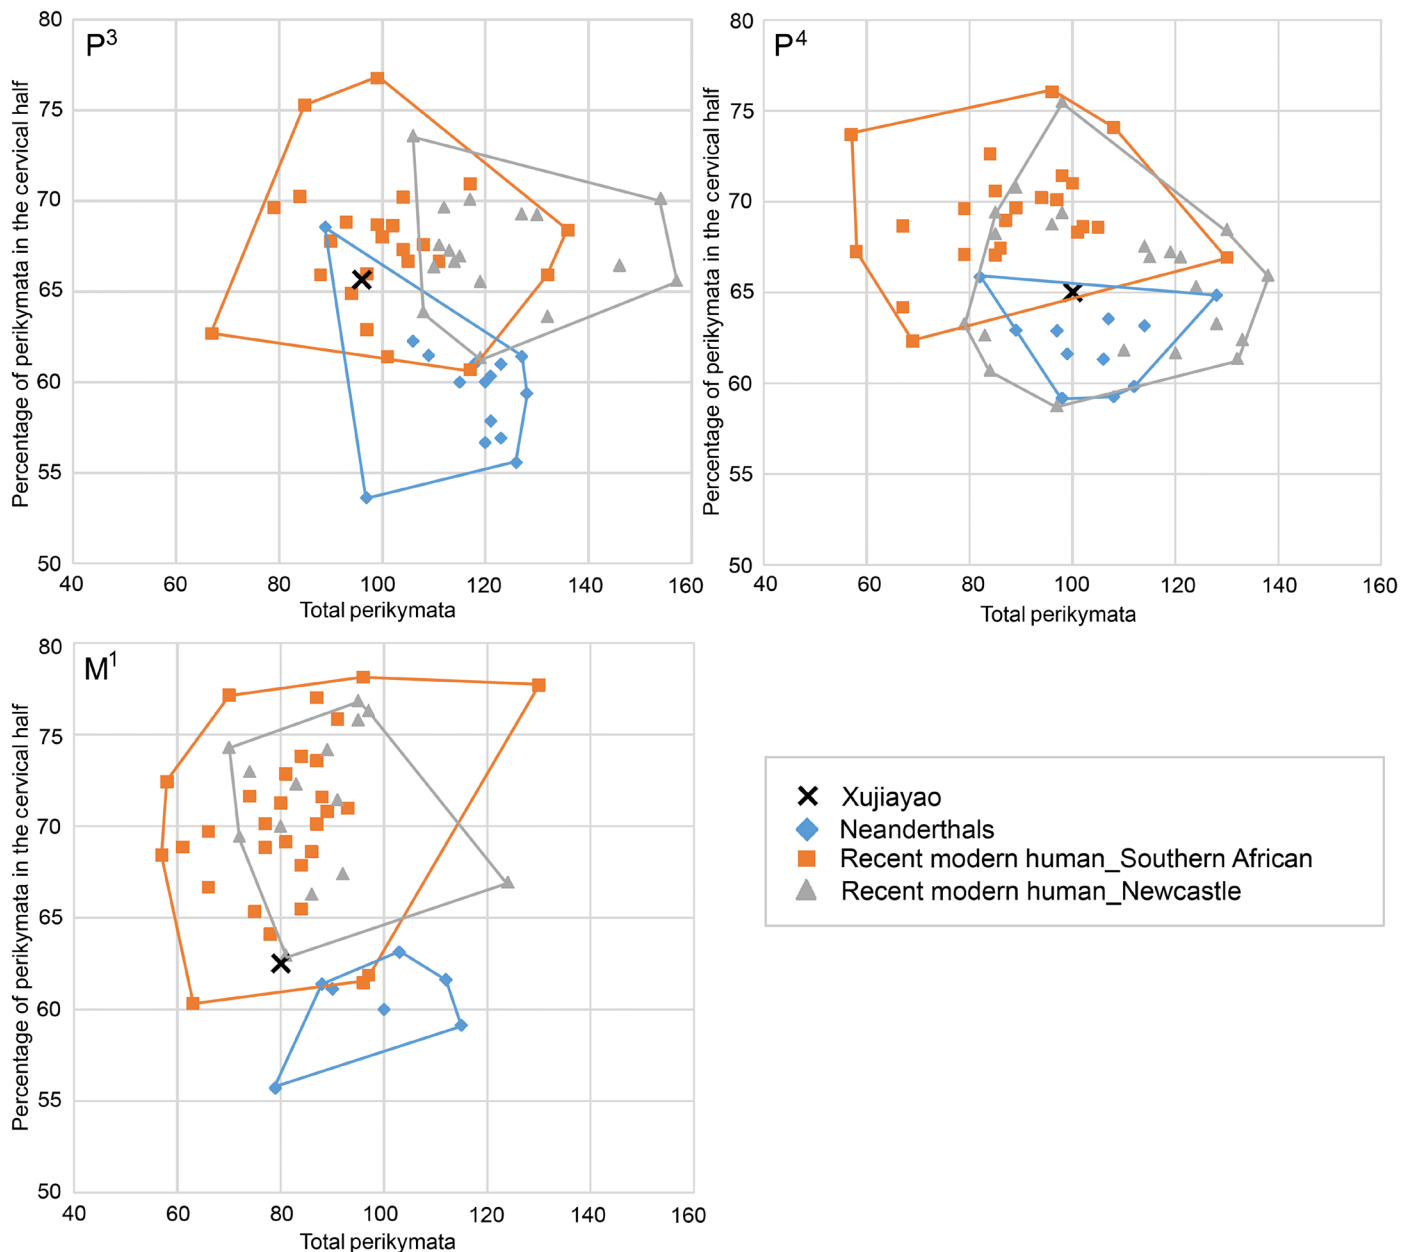 P³
Percentage of perikymata in the cervical half
80
75
70
65
60
55
50
40 60 80 100 120 140 160
Total perikymata
P⁴
Percentage of perikymata in the cervical half
80
75
70
65
60
55
50
40 60 80 100 120 140 160
Total perikymata
M¹
Percentage of perikymata in the cervical half
80
75
70
65
60
55
50
40 60 80 100 120 140 160
Total perikymata
Xujiayao
Neanderthals
Recent modern human_Southern African
Recent modern human_Newcastle